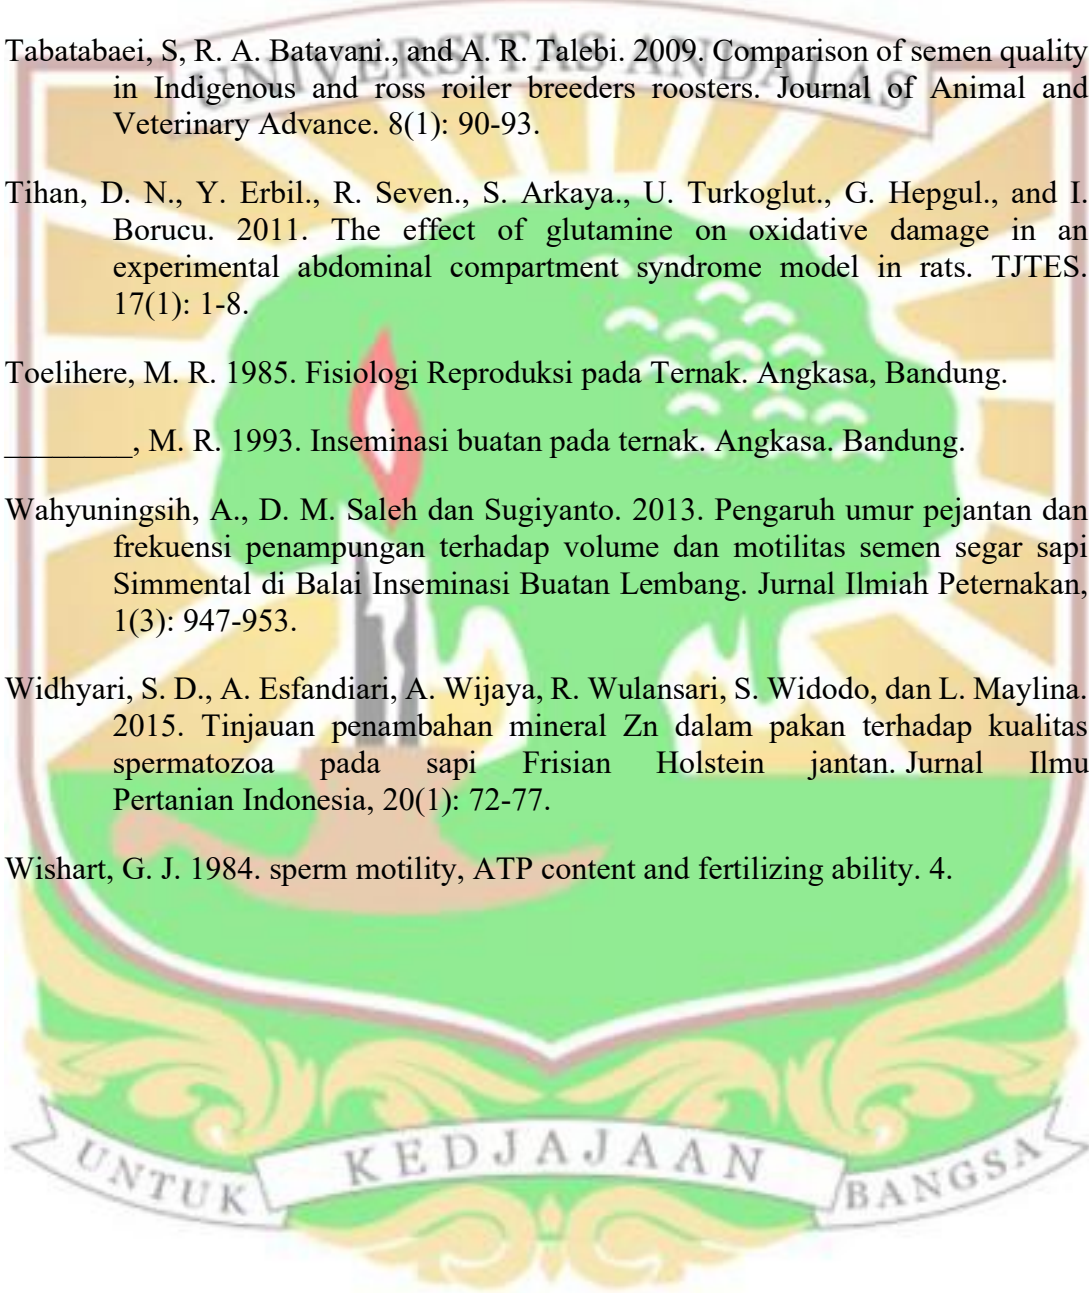 UNIVERSITAS ANDALAS
Tabatabaei, S, R. A. Batavani., and A. R. Talebi. 2009. Comparison of semen quality
in Indigenous and ross roiler breeders roosters. Journal of Animal and
Veterinary Advance. 8(1): 90-93.
Tihan, D. N., Y. Erbil., R. Seven., S. Arkaya., U. Turkoglut., G. Hepgul., and I.
Borucu. 2011. The effect of glutamine on oxidative damage in an
experimental abdominal compartment syndrome model in rats. TJTES.
17(1): 1-8.
Toelihere, M. R. 1985. Fisiologi Reproduksi pada Ternak. Angkasa, Bandung.
________, M. R. 1993. Inseminasi buatan pada ternak. Angkasa. Bandung.
Wahyuningsih, A., D. M. Saleh dan Sugiyanto. 2013. Pengaruh umur pejantan dan
frekuensi penampungan terhadap volume dan motilitas semen segar sapi
Simmental di Balai Inseminasi Buatan Lembang. Jurnal Ilmiah Peternakan,
1(3): 947-953.
Widhyari, S. D., A. Esfandiari, A. Wijaya, R. Wulansari, S. Widodo, dan L. Maylina.
2015. Tinjauan penambahan mineral Zn dalam pakan terhadap kualitas
spermatozoa pada sapi Frisian Holstein jantan. Jurnal Ilmu
Pertanian Indonesia, 20(1): 72-77.
Wishart, G. J. 1984. sperm motility, ATP content and fertilizing ability. 4.
UNTUK KEDJAJAAN BANGSA